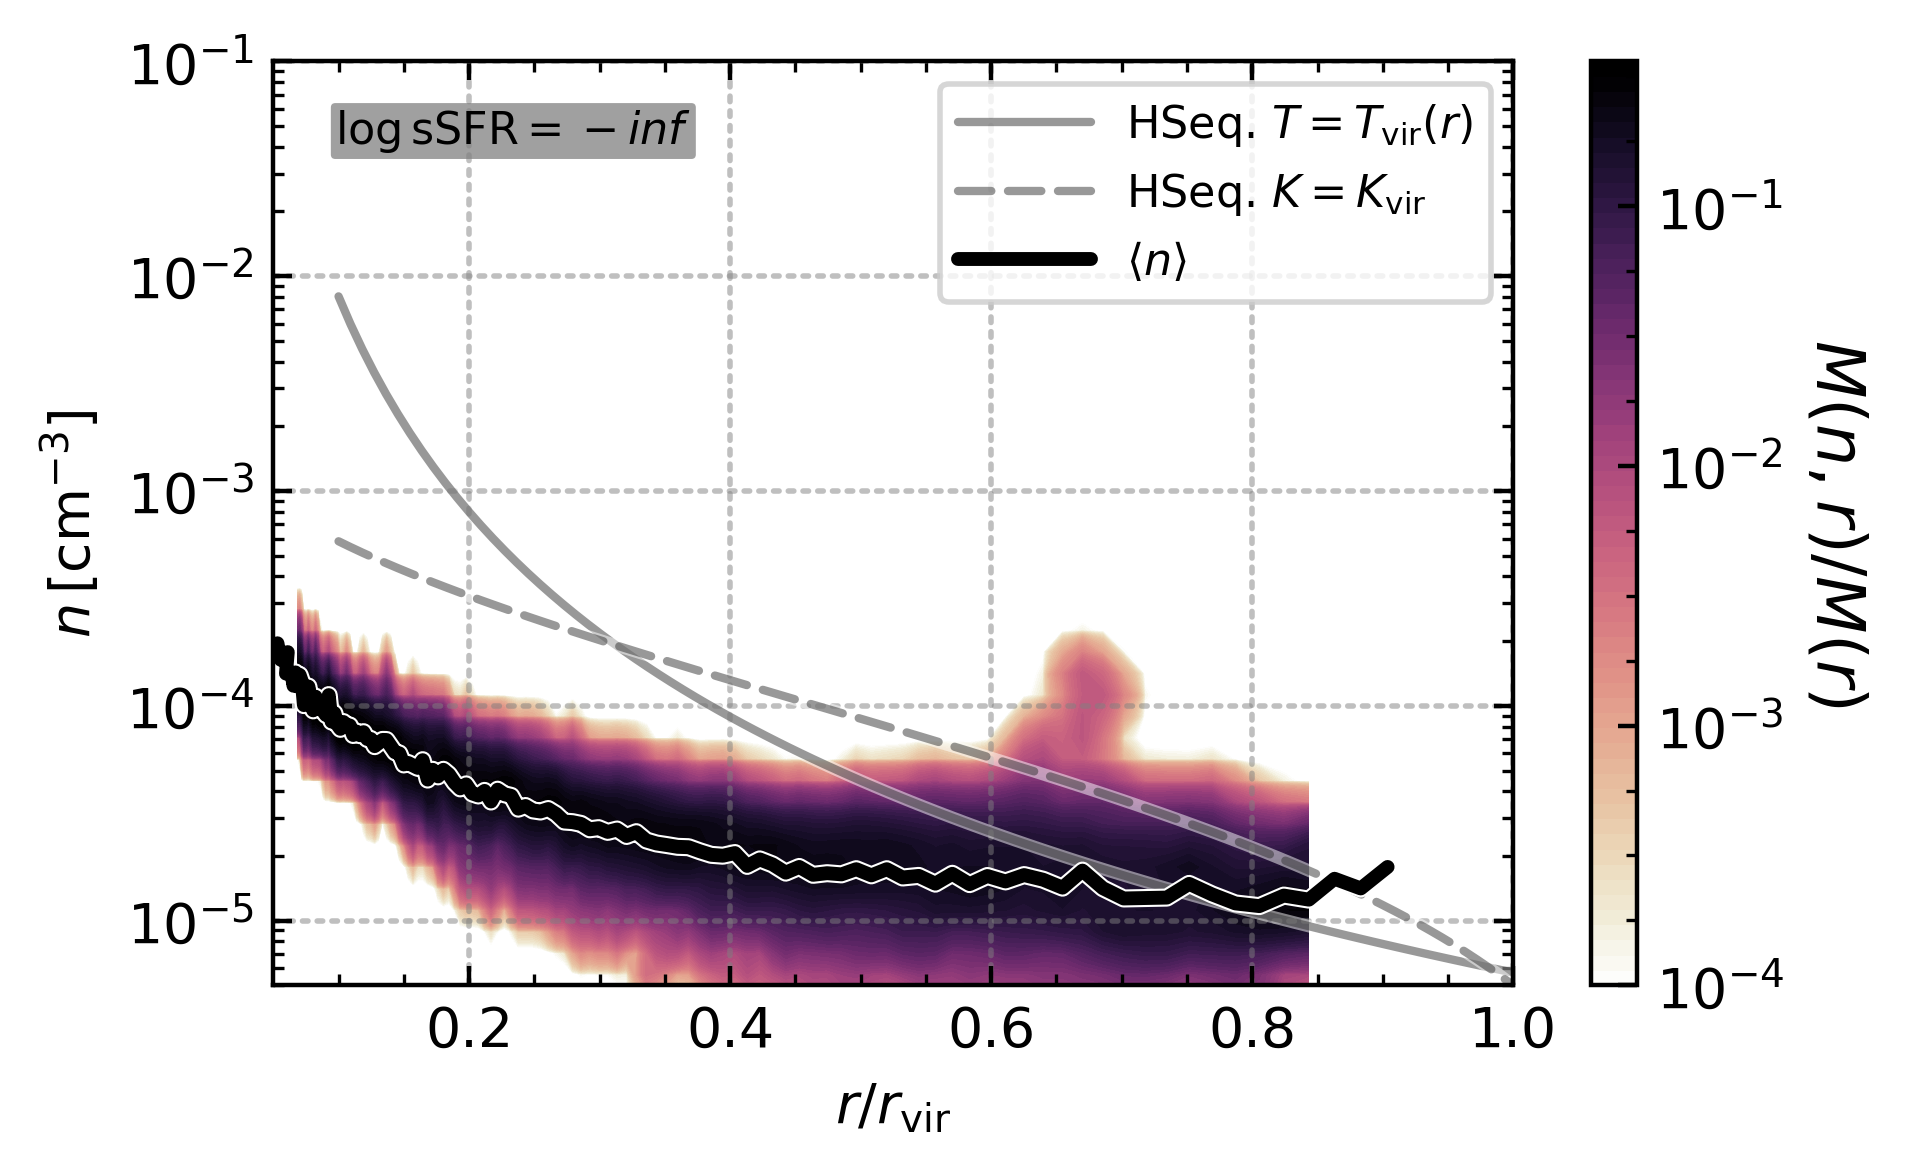 10⁻¹
10⁻²
10⁻³
10⁻⁴
10⁻⁵
n [cm⁻³]
log sSFR = −inf
HSeq. T = T_vir(r)
HSeq. K = K_vir
⟨n⟩
0.2 0.4 0.6 0.8 1.0
r/r_vir
10⁻¹
10⁻²
10⁻³
10⁻⁴
M(n, r)/M(r)